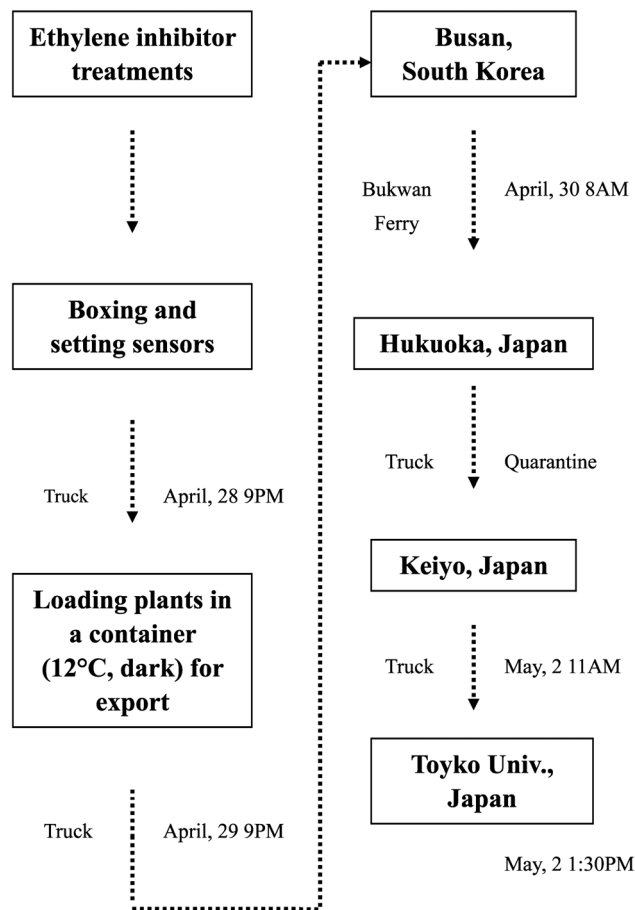 Ethylene inhibitor
treatments
Boxing and
setting sensors
Truck
April, 28 9PM
Loading plants in
a container
(12°C, dark) for
export
Truck
April, 29 9PM
Busan,
South Korea
Bukwan
Ferry
April, 30 8AM
Hukuoka, Japan
Truck
Quarantine
Keiyo, Japan
Truck
May, 2 11AM
Toyko Univ.,
Japan
May, 2 1:30PM